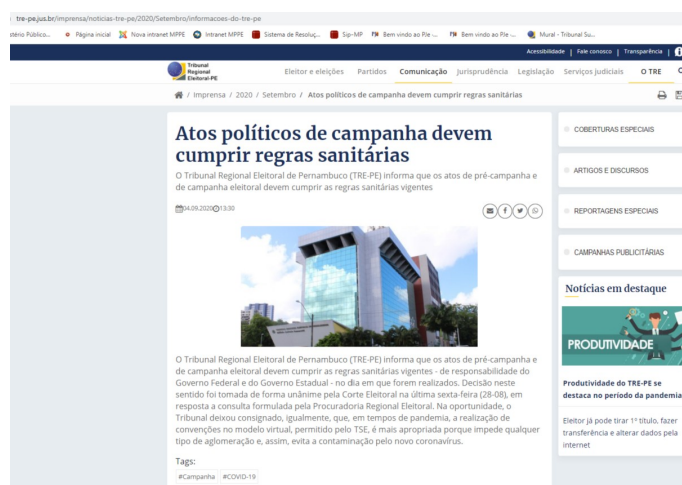 tre-pe.jus.br/imprensa/noticias-tre-pe/2020/Setembro/informacoes-do-tre-pe
stério Público... Página inicial Nova intranet MPPE Intranet MPPE Sistema de Resoluç... Sip-MP Bem vindo ao PJe -... Bem vindo ao PJe -... Mural - Tribunal Su...
Acessibilidade | Fale conosco | Transparência |
Tribunal
Regional
Eleitoral-PE
Eleitor e eleições Partidos Comunicação Jurisprudência Legislação Serviços judiciais O TRE
/ Imprensa / 2020 / Setembro / Atos políticos de campanha devem cumprir regras sanitárias
Atos políticos de campanha devem
cumprir regras sanitárias
O Tribunal Regional Eleitoral de Pernambuco (TRE-PE) informa que os atos de pré-campanha e
de campanha eleitoral devem cumprir as regras sanitárias vigentes
04.09.2020 13:30
O Tribunal Regional Eleitoral de Pernambuco (TRE-PE) informa que os atos de pré-campanha e
de campanha eleitoral devem cumprir as regras sanitárias vigentes - de responsabilidade do
Governo Federal e do Governo Estadual - no dia em que forem realizados. Decisão neste
sentido foi tomada de forma unânime pela Corte Eleitoral na última sexta-feira (28-08), em
resposta a consulta formulada pela Procuradoria Regional Eleitoral. Na oportunidade, o
Tribunal deixou consignado, igualmente, que, em tempos de pandemia, a realização de
convenções no modelo virtual, permitido pelo TSE, é mais apropriada porque impede qualquer
tipo de aglomeração e, assim, evita a contaminação pelo novo coronavírus.
Tags:
#Campanha #COVID-19
COBERTURAS ESPECIAIS
ARTIGOS E DISCURSOS
REPORTAGENS ESPECIAIS
CAMPANHAS PUBLICITÁRIAS
Notícias em destaque
PRODUTIVIDADE
Produtividade do TRE-PE se
destaca no período da pandemia
Eleitor já pode tirar 1º título, fazer
transferência e alterar dados pela
internet